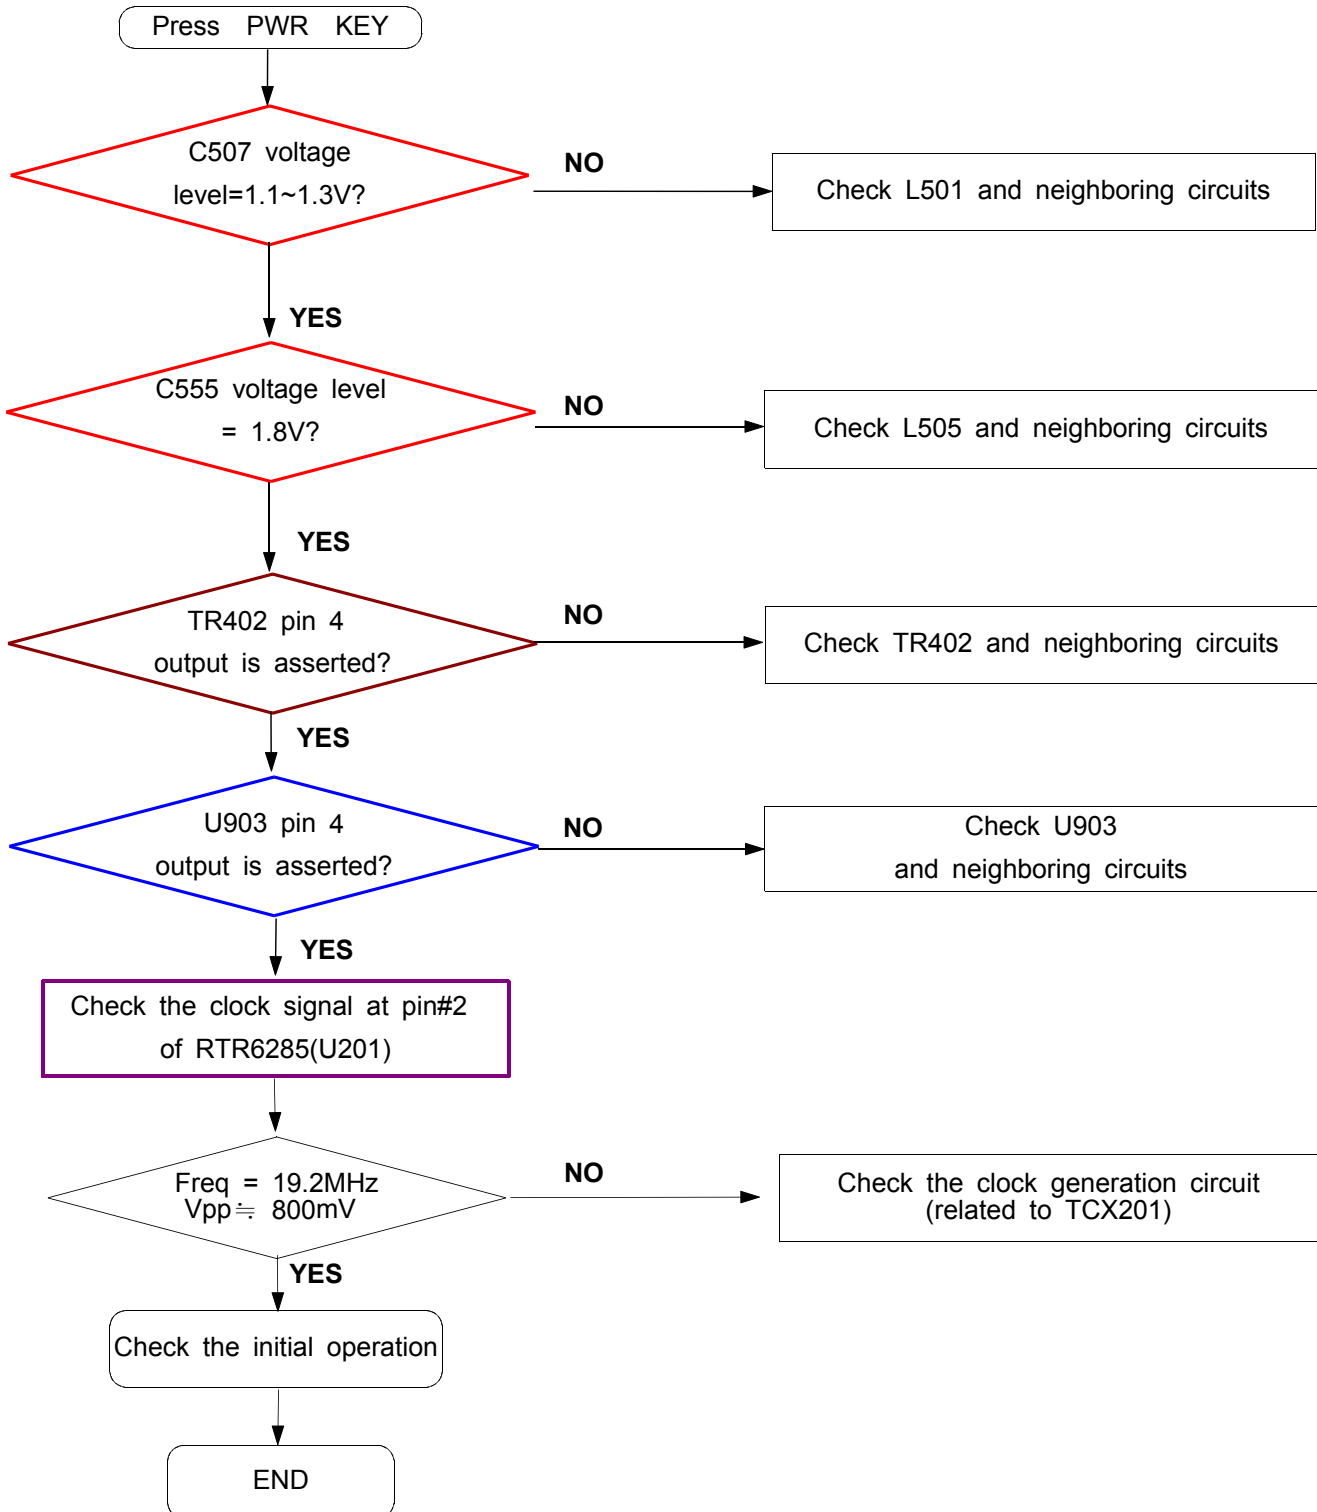 Press PWR KEY
C507 voltage
level=1.1~1.3V?
NO
Check L501 and neighboring circuits
YES
C555 voltage level
= 1.8V?
NO
Check L505 and neighboring circuits
YES
TR402 pin 4
output is asserted?
NO
Check TR402 and neighboring circuits
YES
U903 pin 4
output is asserted?
NO
Check U903
and neighboring circuits
YES
Check the clock signal at pin#2
of RTR6285(U201)
Freq = 19.2MHz
Vpp≒ 800mV
NO
Check the clock generation circuit
(related to TCX201)
YES
Check the initial operation
END